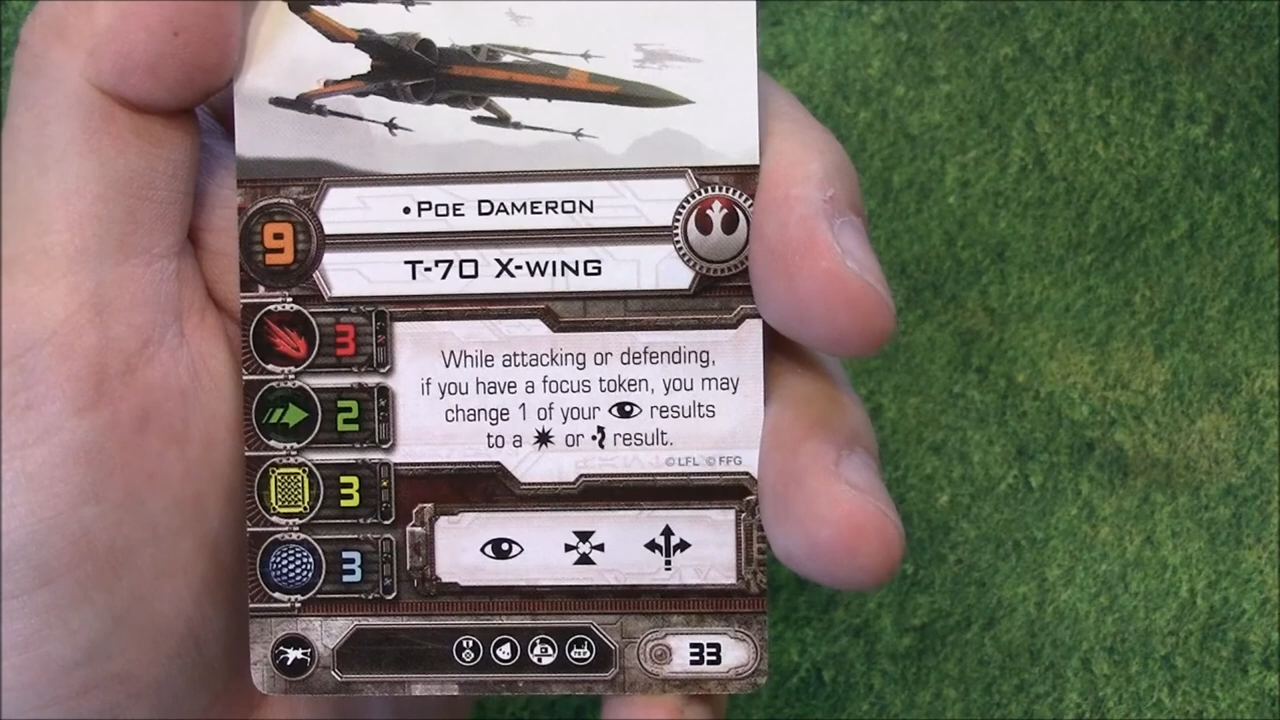 •Poe Dameron
9
T-70 X-wing
3
While attacking or defending,
if you have a focus token, you may
change 1 of your results
to a or result.
2
©LFL ©FFG
3
3
33